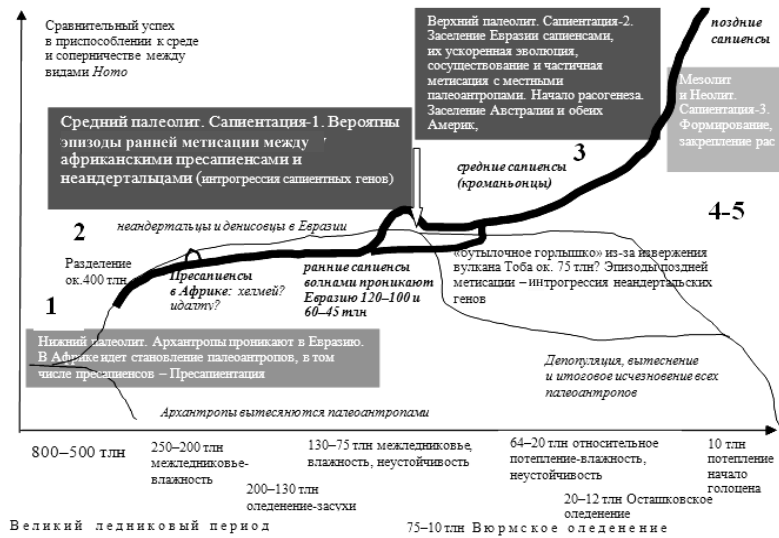 Сравнительный успех
в приспособлении к среде
и соперничестве между
видами Homo
Верхний палеолит. Сапиентация-2.
Заселение Евразии сапиенсами,
их ускоренная эволюция,
сосуществование и частичная
метисация с местными
палеоантропами. Начало расогенеза.
Заселение Австралии и обеих
Америк,
поздние
сапиенсы
Мезолит
и Неолит.
Сапиентация-3.
Формирование,
закрепление рас
Средний палеолит. Сапиентация-1. Вероятны
эпизоды ранней метисации между
африканскими пресапиенсами и
неандертальцами (интрогрессия сапиентных генов)
3
средние сапиенсы
(кроманьонцы)
4-5
2
неандертальцы и денисовцы в Евразии
Разделение
ок.400 тлн
Пресапиенсы
в Африке: хелмей?
идалту?
ранние сапиенсы
волнами проникают
Евразию 120–100 и
60–45 тлн
«бутылочное горлышко» из-за извержения
вулкана Тоба ок. 75 тлн? Эпизоды поздней
метисации – интрогрессия неандертальских
генов
1
Нижний палеолит. Архантропы проникают в Евразию.
В Африке идет становление палеоантропов, в том
числе пресапиенсов – Пресапиентация
Депопуляция, вытеснение
и итоговое исчезновение всех
палеоантропов
Архантропы вытесяются палеоантропами
800–500 тлн
250–200 тлн
межледниковье-
влажность
200–130 тлн
оледенение-засухи
130–75 тлн межледниковье,
влажность, неустойчивость
64–20 тлн относительное
потепление-влажность,
неустойчивость
20–12 тлн Осташковское
оледенение
10 тлн
потепление
начало
голоцена
Великий ледниковый период
75–10 тлн Вюрмское оледенение